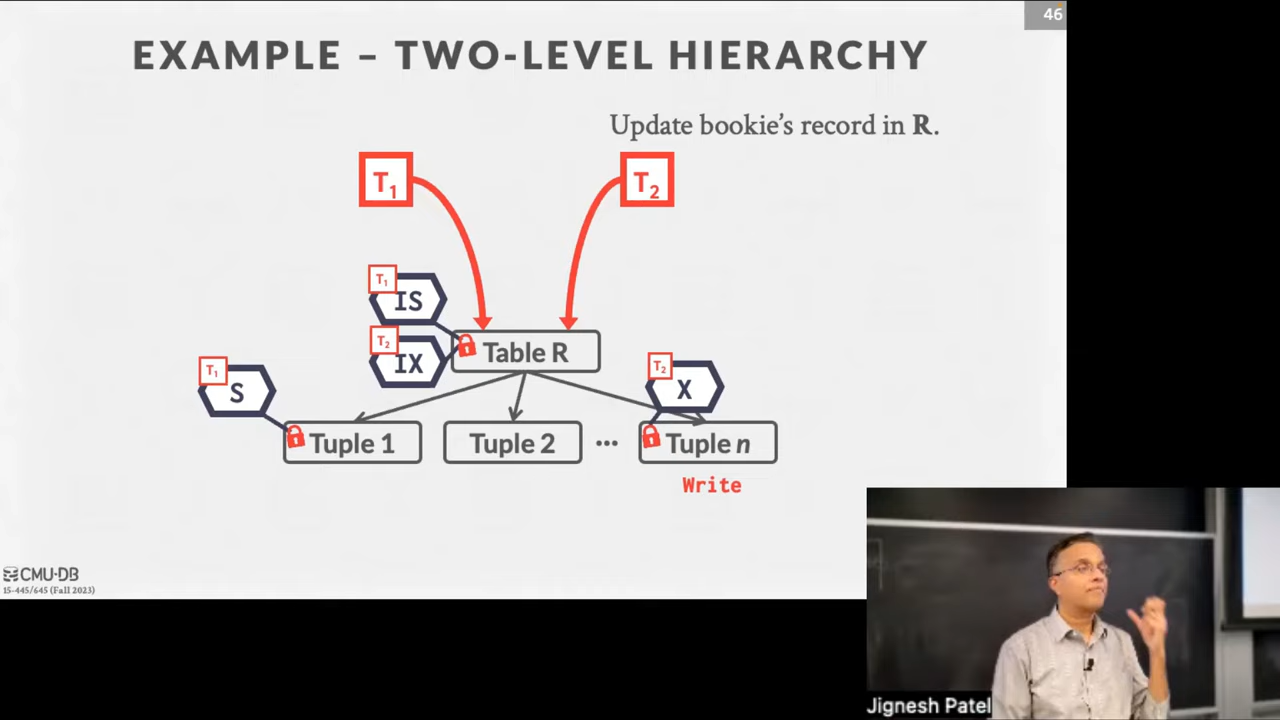 46
EXAMPLE – TWO-LEVEL HIERARCHY
Update bookie's record in R.
T1
T2
T1
IS
T2
IX
Table R
T1
S
T2
X
Tuple 1
Tuple 2
...
Tuple n
Write
CMU·DB
15-445/645 (Fall 2023)
Jignesh Patel